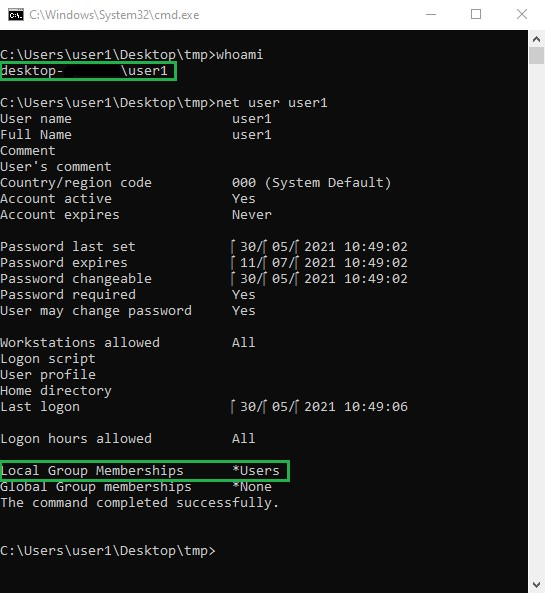 C:\Windows\System32\cmd.exe
C:\Users\user1\Desktop\tmp>whoami
desktop- \user1
C:\Users\user1\Desktop\tmp>net user user1
User name user1
Full Name user1
Comment
User's comment
Country/region code 000 (System Default)
Account active Yes
Account expires Never
Password last set 30/05/2021 10:49:02
Password expires 11/07/2021 10:49:02
Password changeable 30/05/2021 10:49:02
Password required Yes
User may change password Yes
Workstations allowed All
Logon script
User profile
Home directory
Last logon 30/05/2021 10:49:06
Logon hours allowed All
Local Group Memberships *Users
Global Group memberships *None
The command completed successfully.
C:\Users\user1\Desktop\tmp>